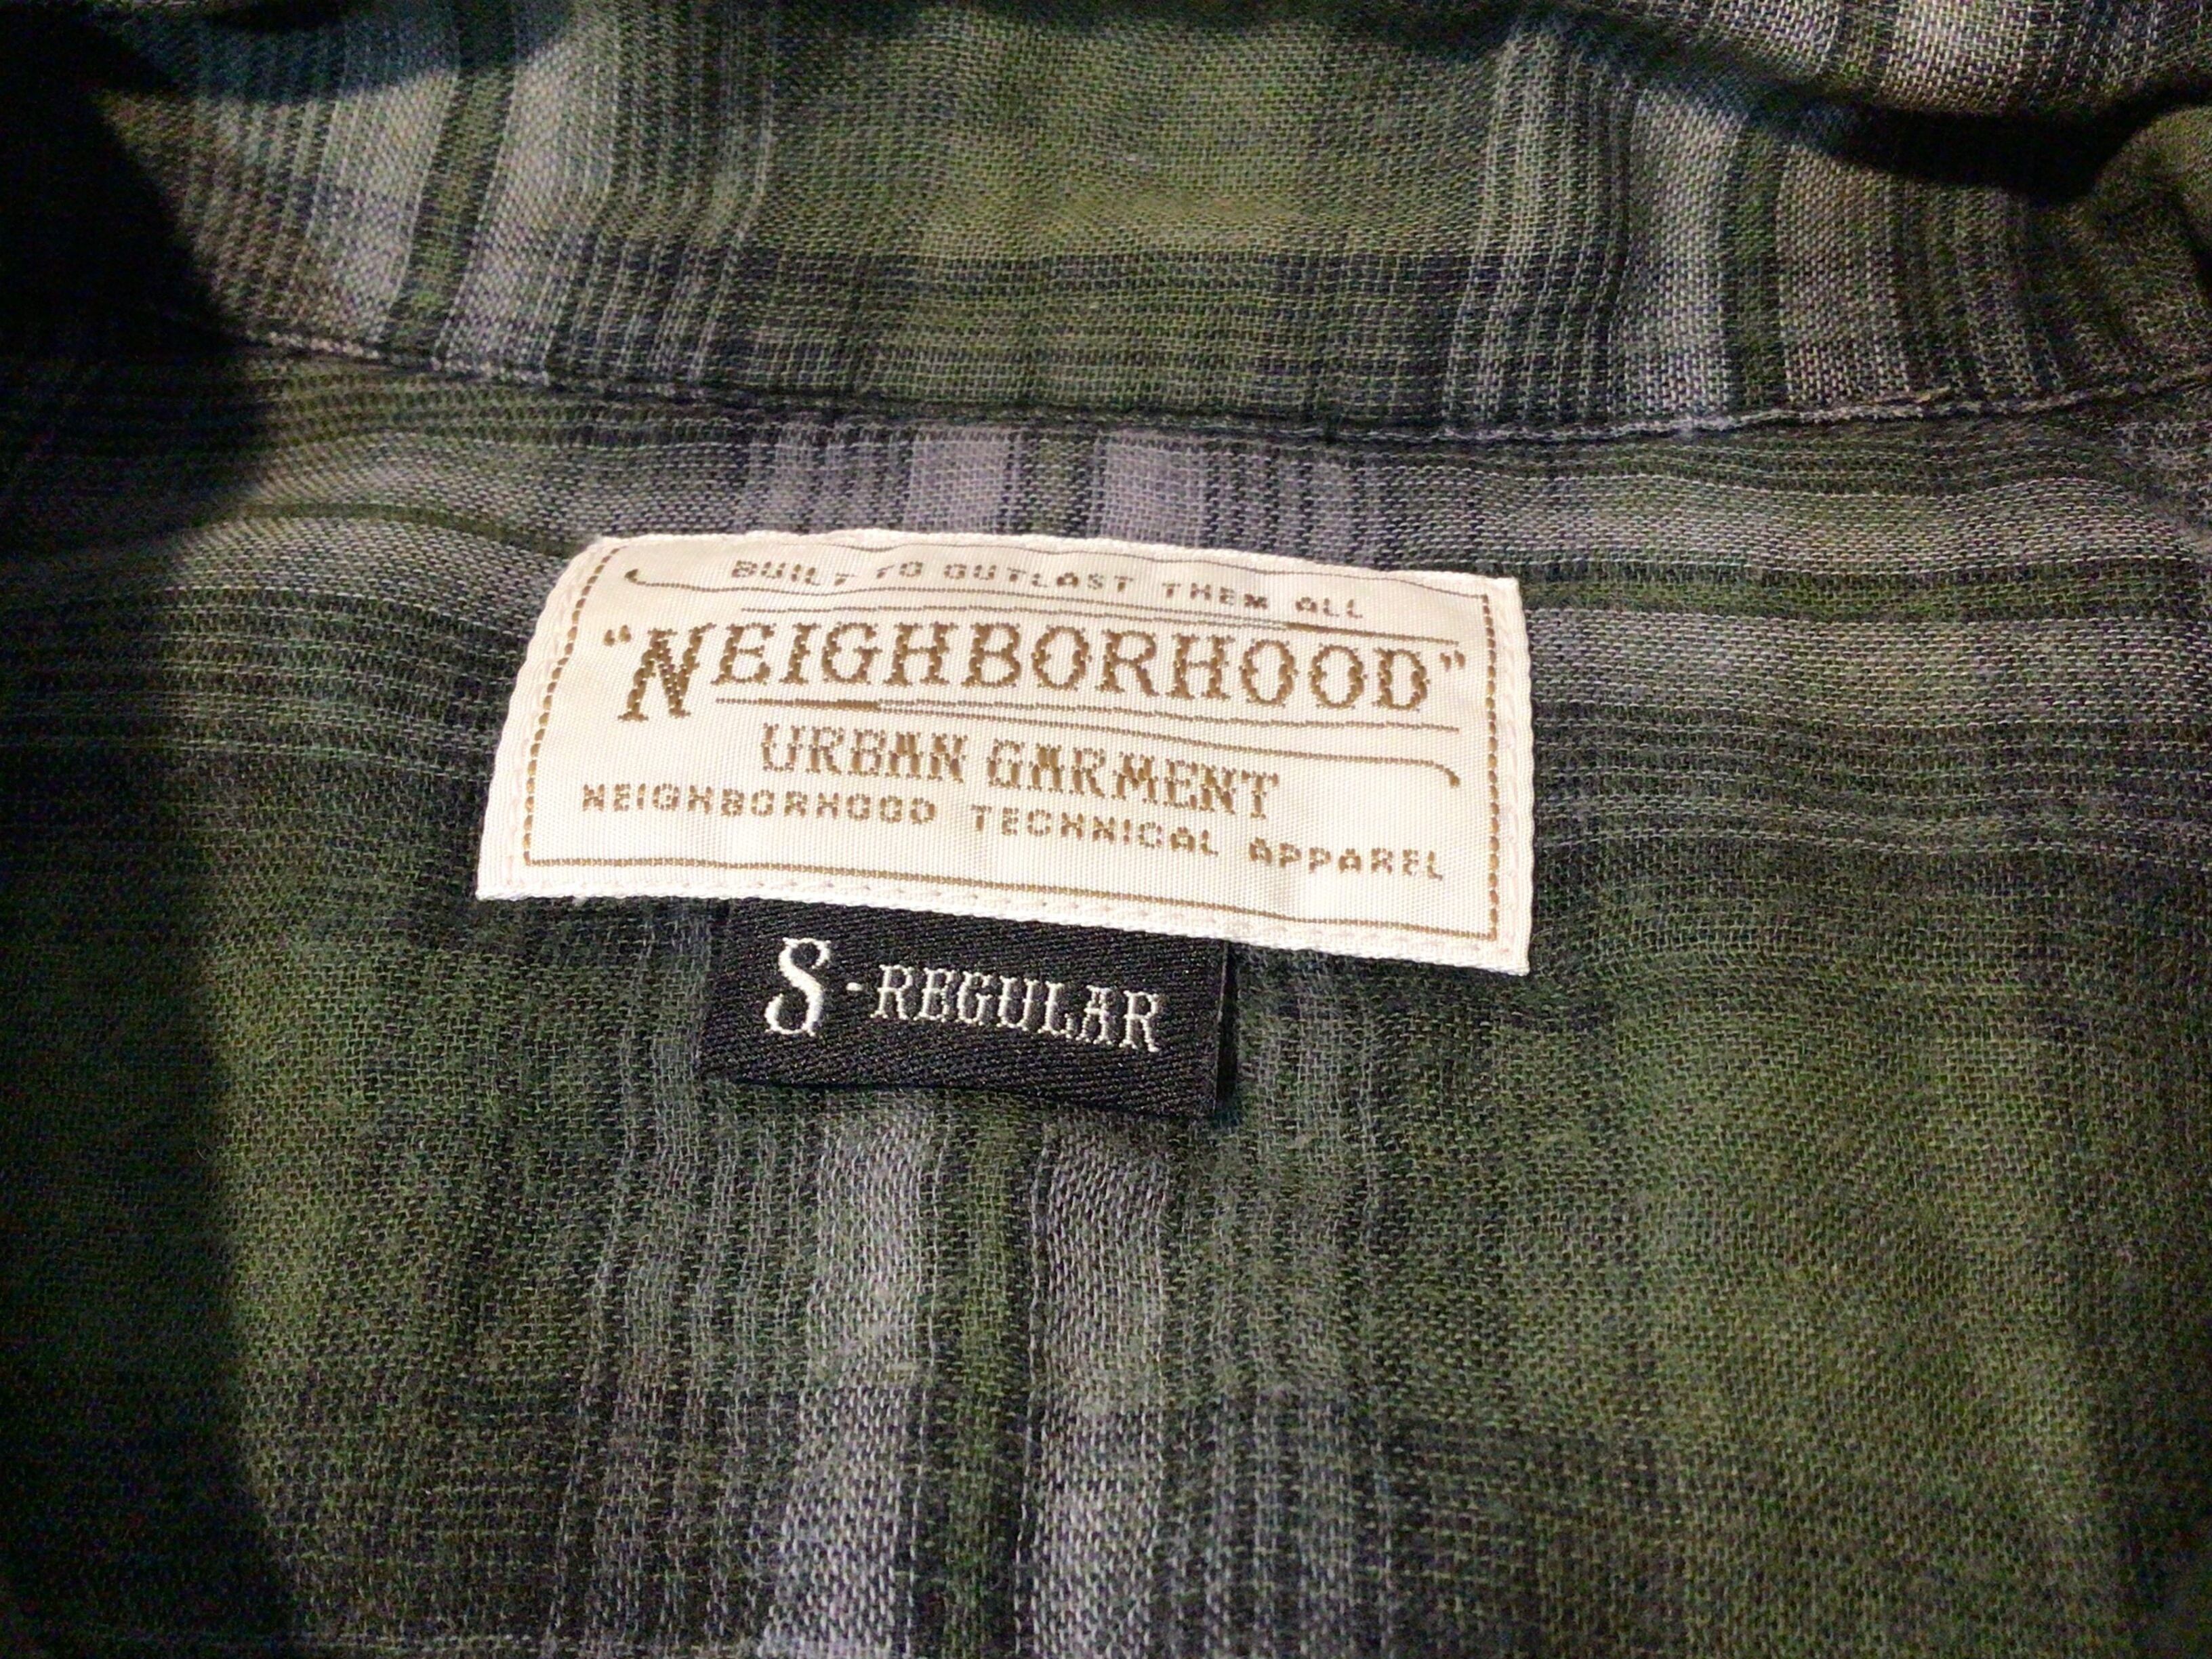 BUILT TO OUTLAST THEM ALL
"NEIGHBORHOOD"
URBAN GARMENT
NEIGHBORHOOD TECHNICAL APPAREL
S-REGULAR